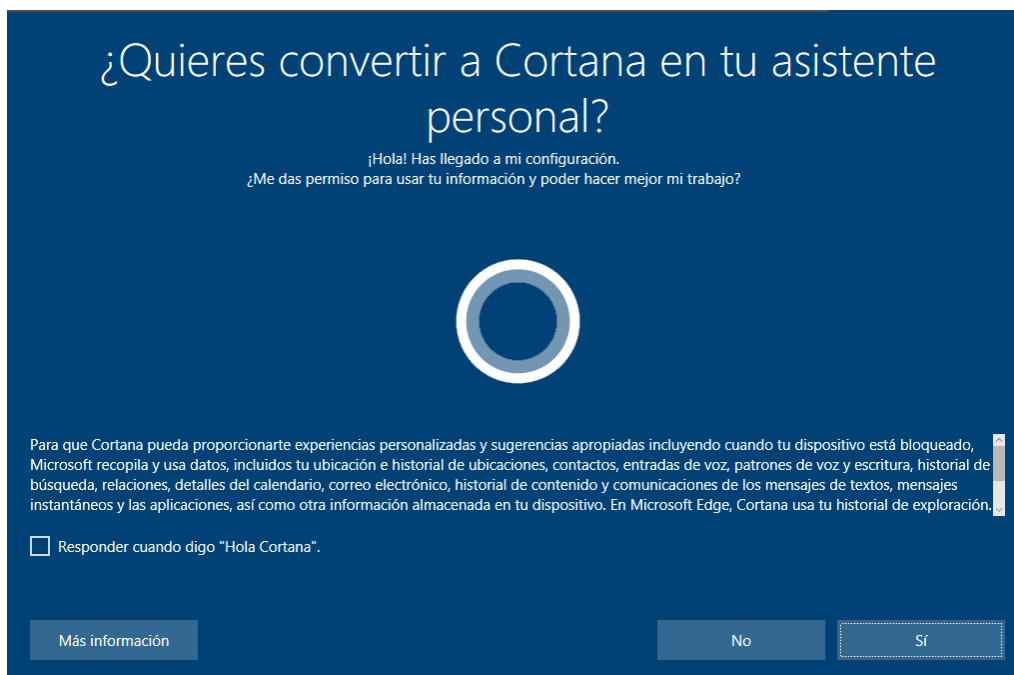 ¿Quieres convertir a Cortana en tu asistente
personal?
¡Hola! Has llegado a mi configuración.
¿Me das permiso para usar tu información y poder hacer mejor mi trabajo?
Para que Cortana pueda proporcionarte experiencias personalizadas y sugerencias apropiadas incluyendo cuando tu dispositivo está bloqueado,
Microsoft recopila y usa datos, incluidos tu ubicación e historial de ubicaciones, contactos, entradas de voz, patrones de voz y escritura, historial de
búsqueda, relaciones, detalles del calendario, correo electrónico, historial de contenido y comunicaciones de los mensajes de textos, mensajes
instantáneos y las aplicaciones, así como otra información almacenada en tu dispositivo. En Microsoft Edge, Cortana usa tu historial de exploración.
Responder cuando digo "Hola Cortana".
Más información
No
Sí